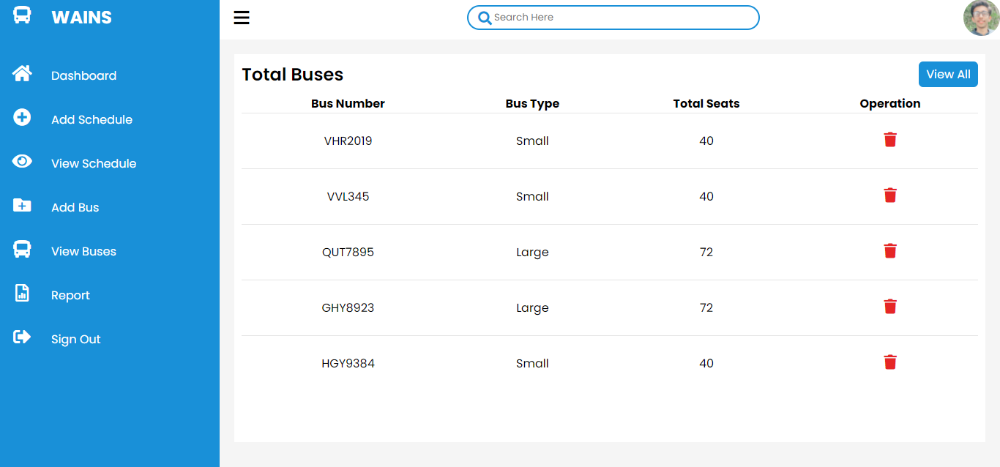 WAINS
Search Here
Dashboard
Add Schedule
View Schedule
Add Bus
View Buses
Report
Sign Out
Total Buses View All
Bus Number Bus Type Total Seats Operation
VHR2019 Small 40
VVL345 Small 40
QUT7895 Large 72
GHY8923 Large 72
HGY9384 Small 40